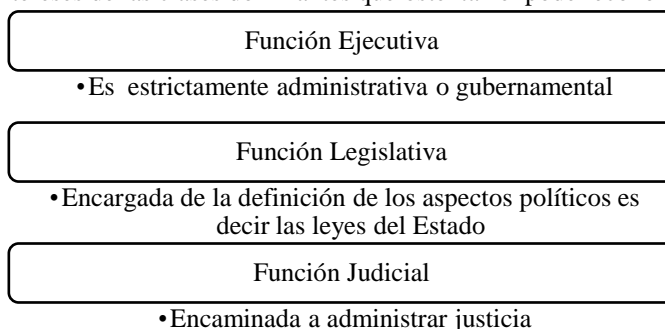 Función Ejecutiva
•Es estrictamente administrativa o gubernamental
Función Legislativa
•Encargada de la definición de los aspectos políticos es
decir las leyes del Estado
Función Judicial
•Encaminada a administrar justicia